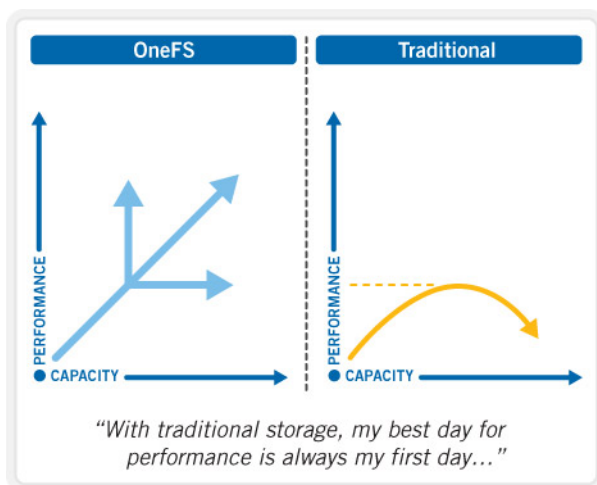 OneFS
Traditional
PERFORMANCE
CAPACITY
PERFORMANCE
CAPACITY
“With traditional storage, my best day for
performance is always my first day...”